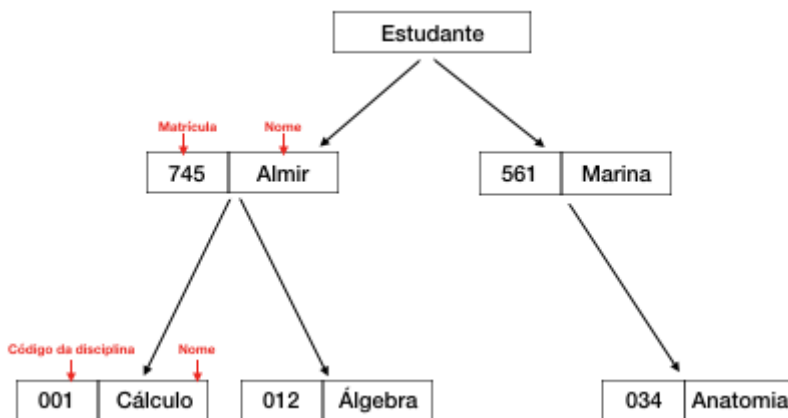 Estudante
Matrícula Nome
745 Almir 561 Marina
Código da disciplina Nome
001 Cálculo 012 Álgebra 034 Anatomia